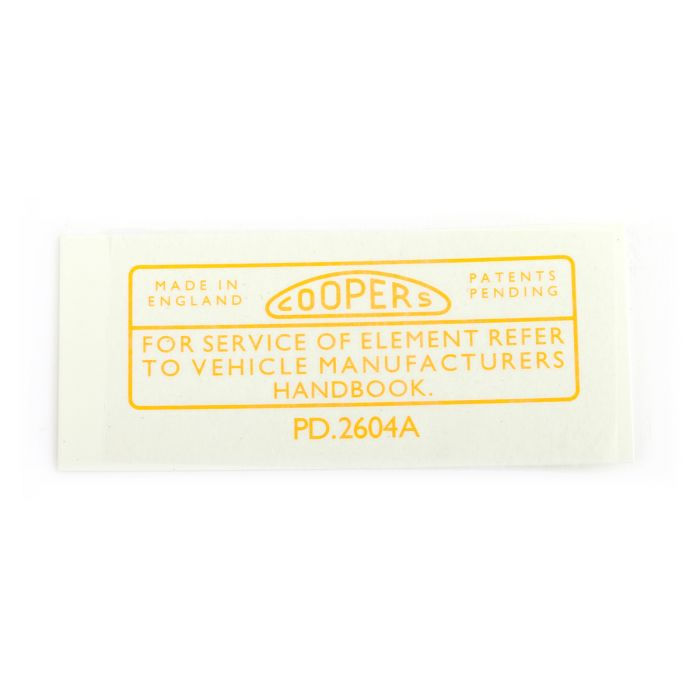 MADE IN
ENGLAND
COOPERS
PATENTS
PENDING
FOR SERVICE OF ELEMENT REFER
TO VEHICLE MANUFACTURERS
HANDBOOK.
PD.2604A